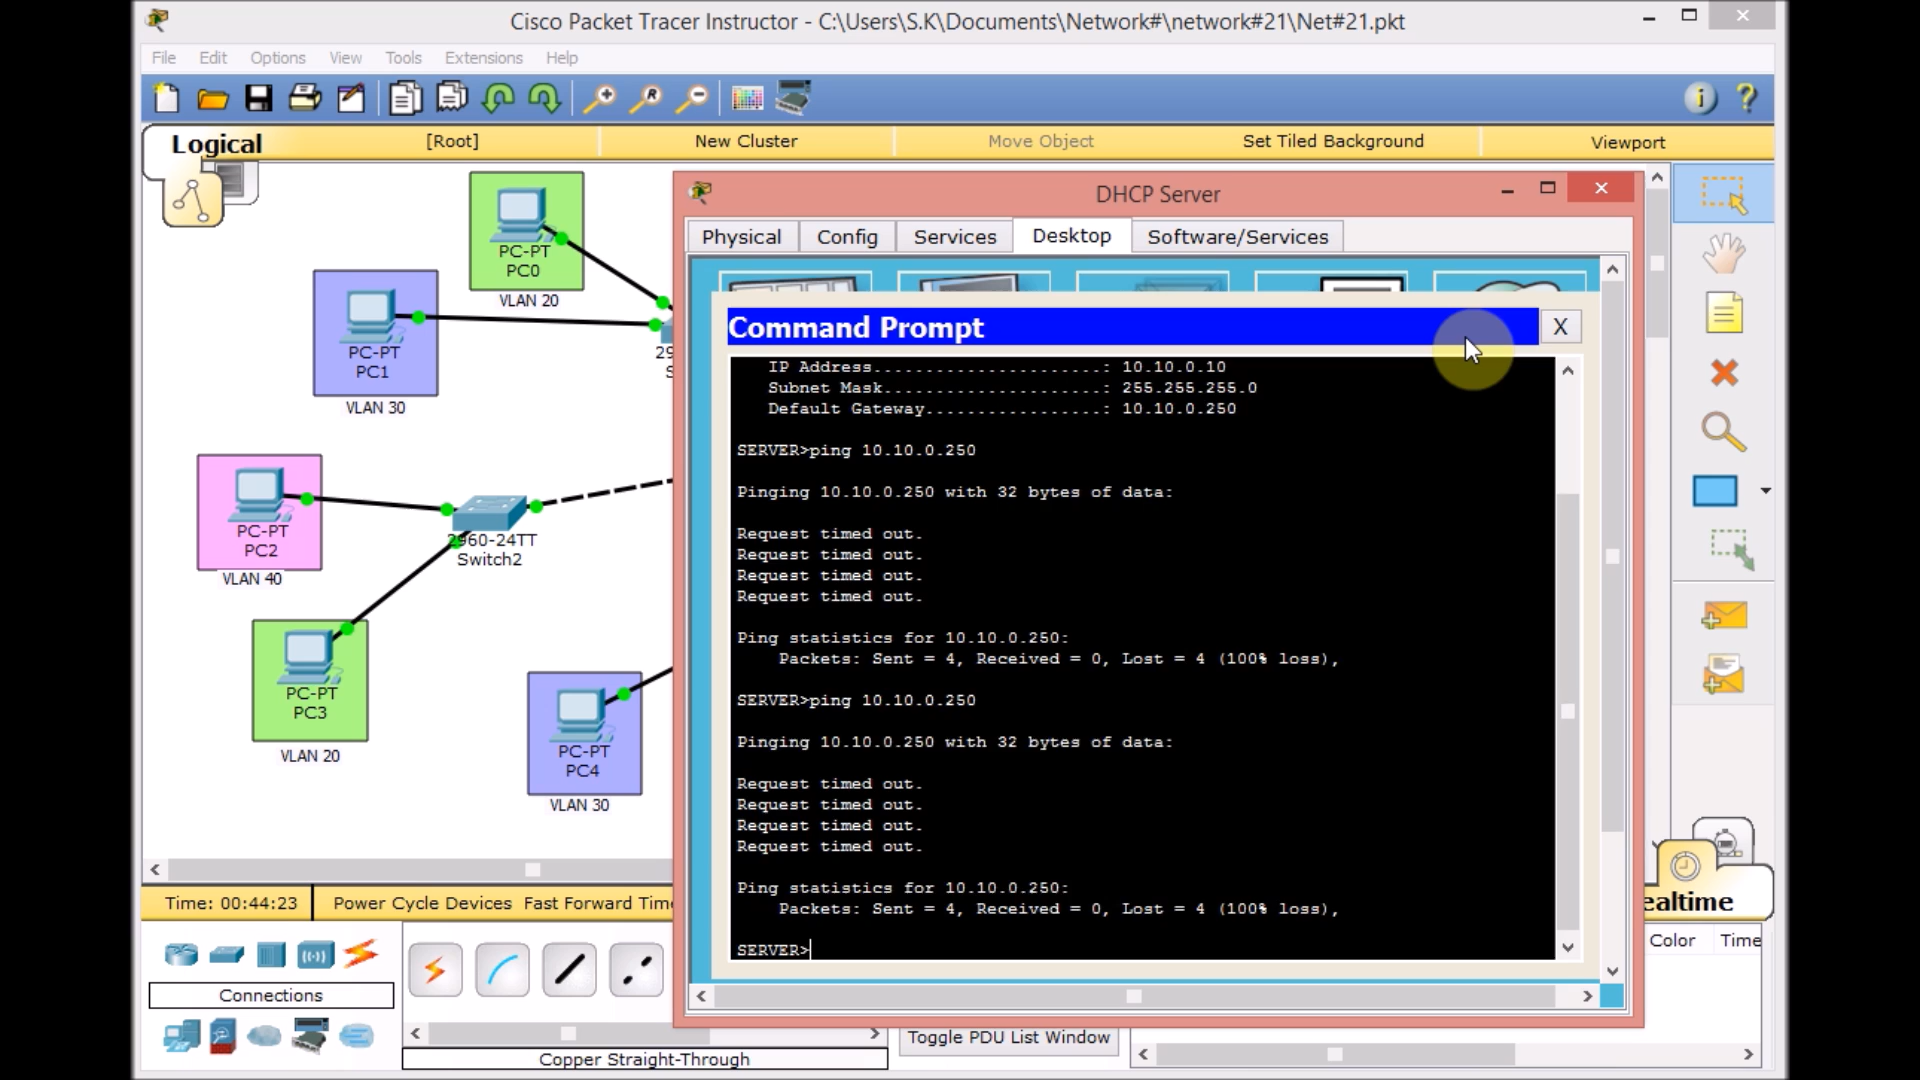 Cisco Packet Tracer Instructor - C:\Users\S.K\Documents\Network#\network#21\Net#21.pkt
File Edit Options View Tools Extensions Help
Logical [Root] New Cluster Move Object Set Tiled Background Viewport
PC-PT
PC0
VLAN 20
PC-PT
PC1
VLAN 30
29
S
PC-PT
PC2
VLAN 40
2960-24TT
Switch2
PC-PT
PC3
VLAN 20
PC-PT
PC4
VLAN 30
DHCP Server
Physical Config Services Desktop Software/Services
Command Prompt X
IP Address......................: 10.10.0.10
Subnet Mask.....................: 255.255.255.0
Default Gateway.................: 10.10.0.250
SERVER>ping 10.10.0.250
Pinging 10.10.0.250 with 32 bytes of data:
Request timed out.
Request timed out.
Request timed out.
Request timed out.
Ping statistics for 10.10.0.250:
Packets: Sent = 4, Received = 0, Lost = 4 (100% loss),
SERVER>ping 10.10.0.250
Pinging 10.10.0.250 with 32 bytes of data:
Request timed out.
Request timed out.
Request timed out.
Request timed out.
Ping statistics for 10.10.0.250:
Packets: Sent = 4, Received = 0, Lost = 4 (100% loss),
SERVER>
Time: 00:44:23 Power Cycle Devices Fast Forward Time
ealtime
Color Time
Connections
Copper Straight-Through
Toggle PDU List Window